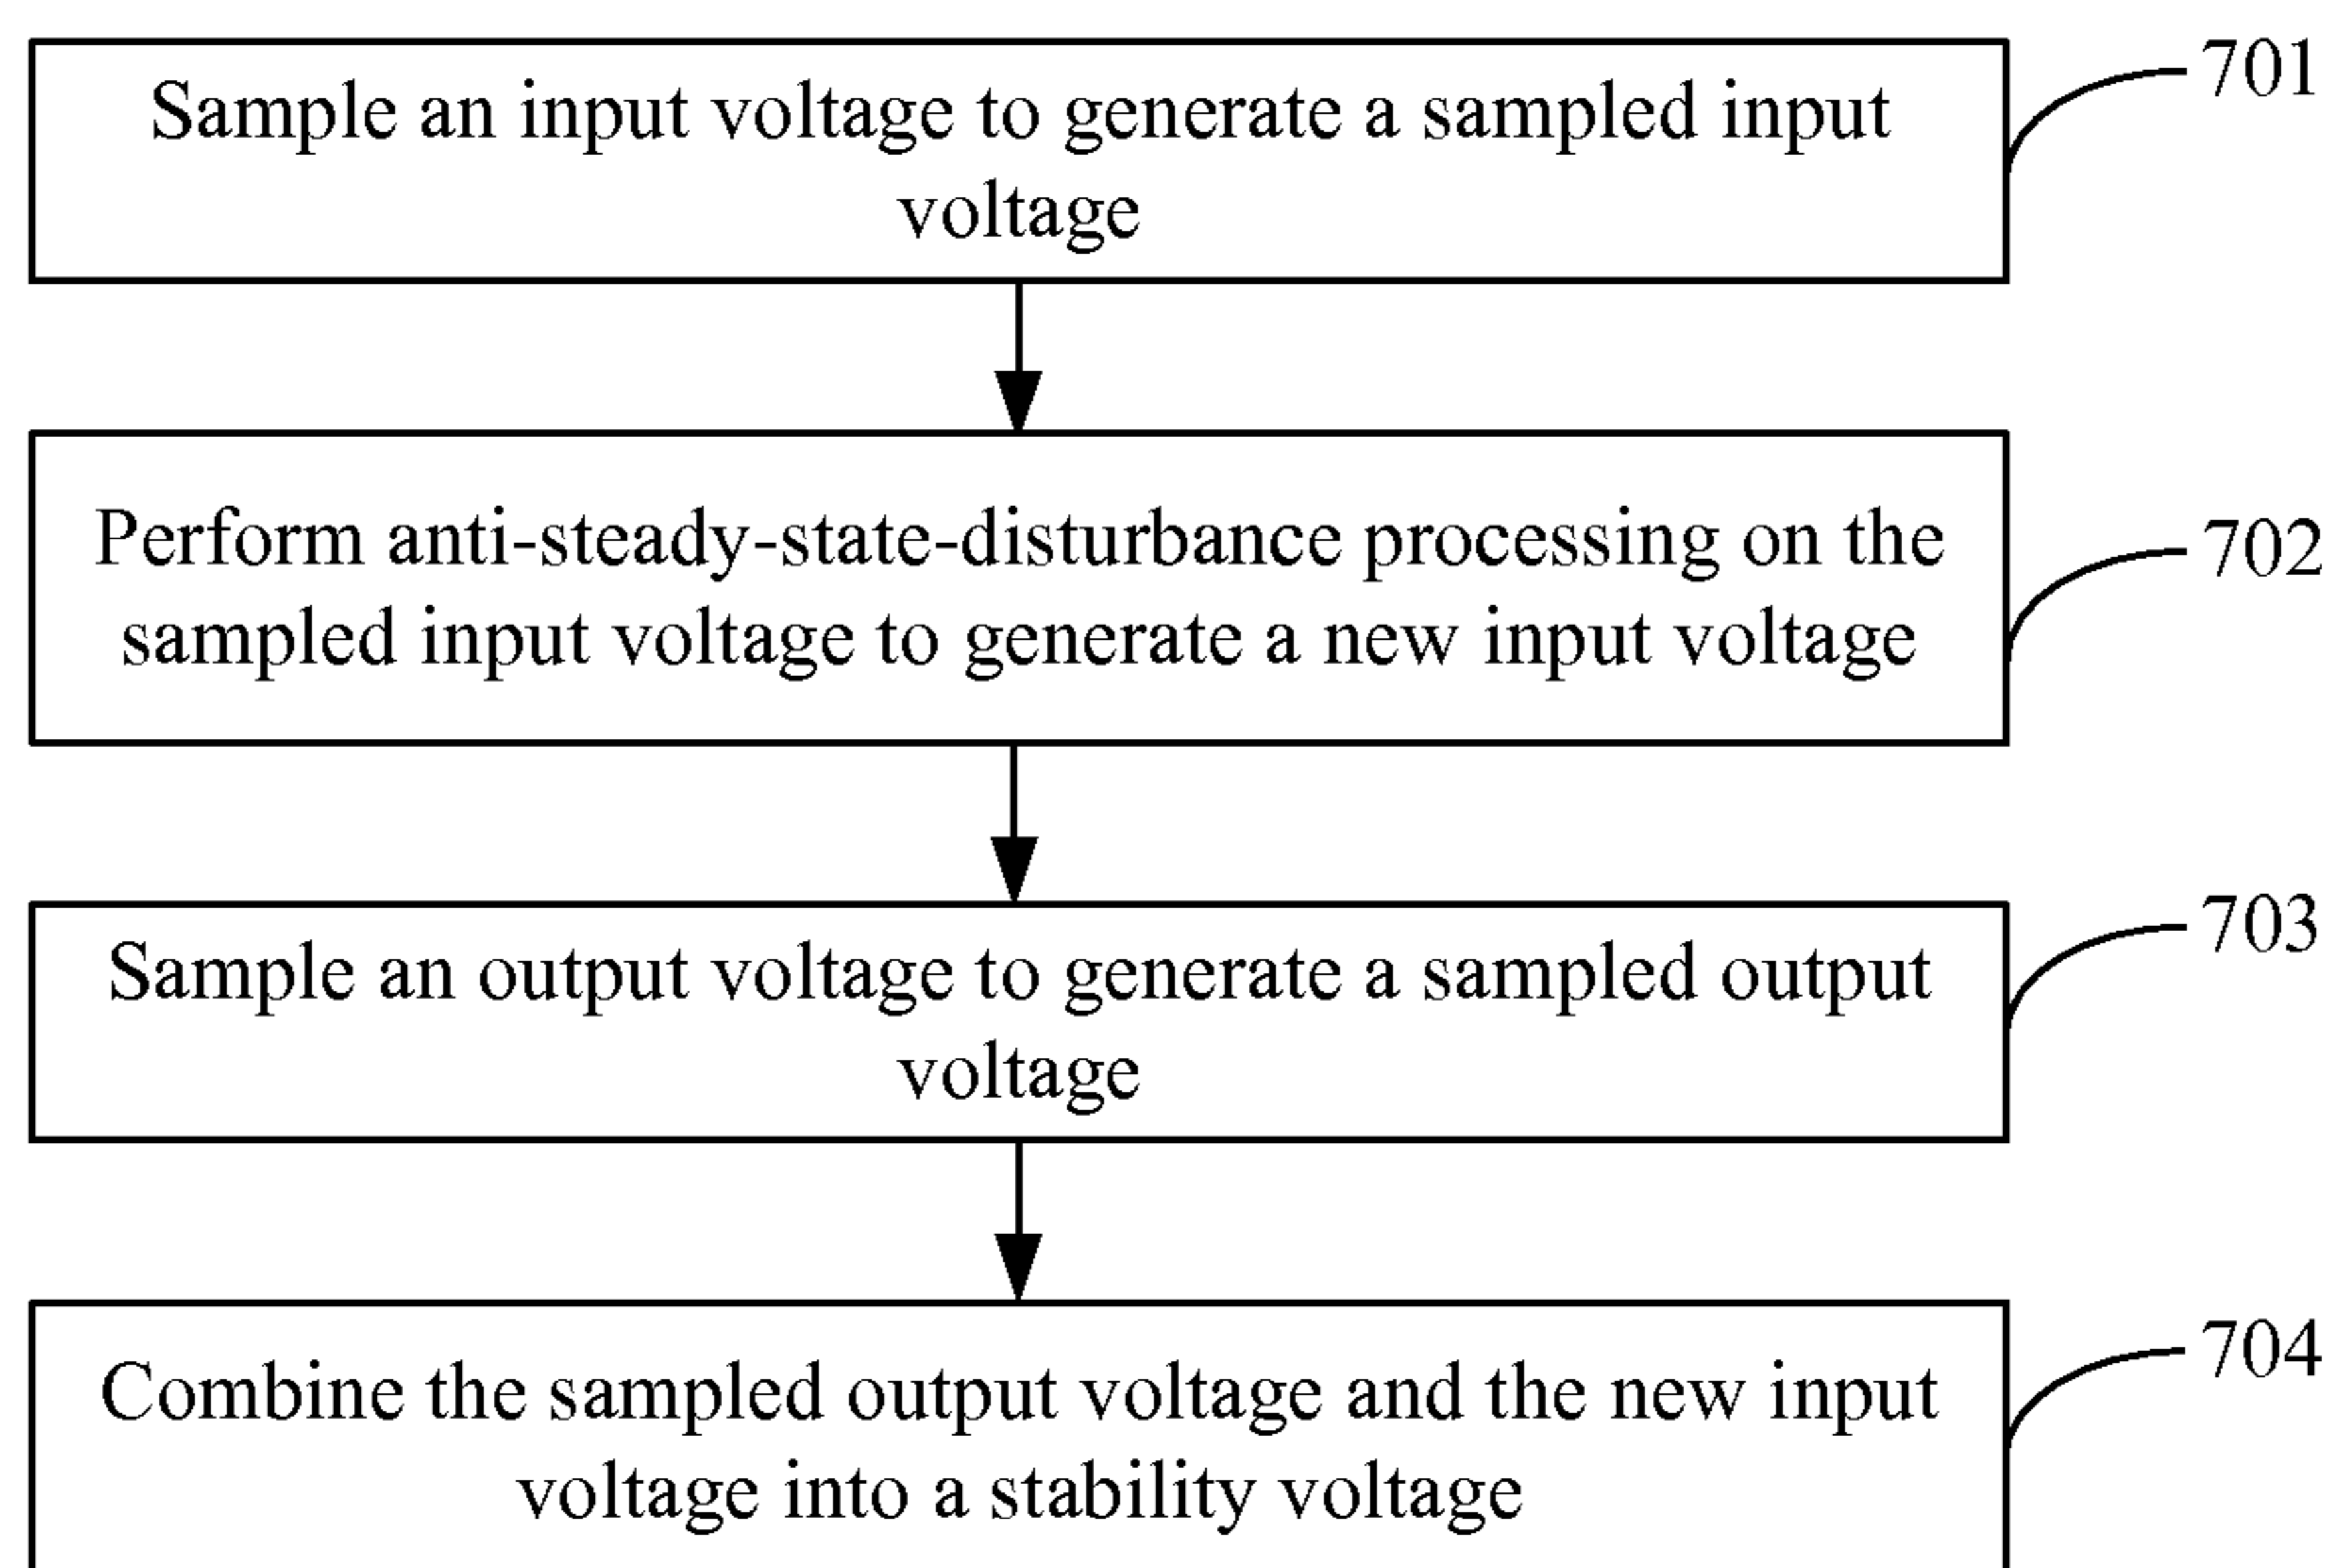 Sample an input voltage to generate a sampled input
voltage
701
Perform anti-steady-state-disturbance processing on the
sampled input voltage to generate a new input voltage
702
Sample an output voltage to generate a sampled output
voltage
703
Combine the sampled output voltage and the new input
voltage into a stability voltage
704